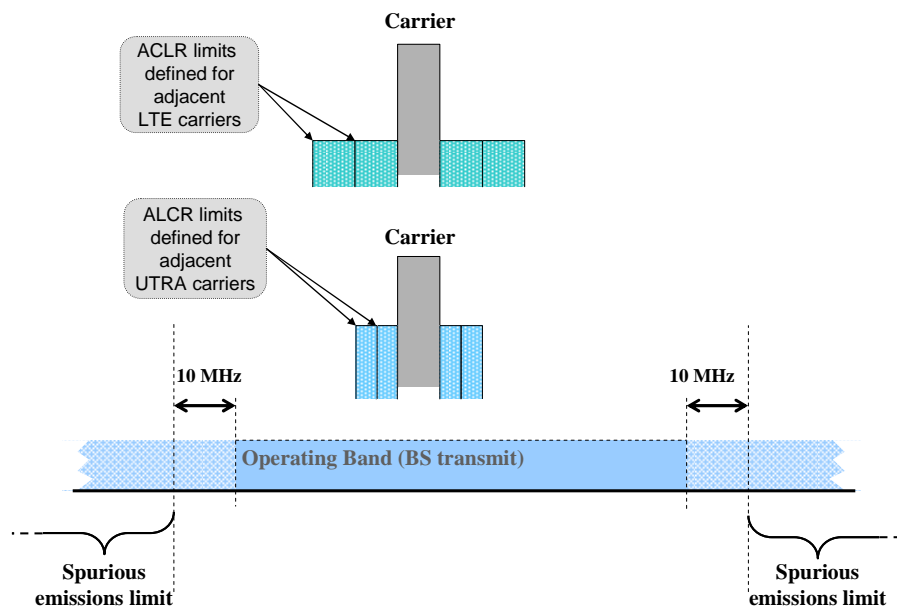 Carrier
ACLR limits
defined for
adjacent
LTE carriers
ALCR limits
defined for
adjacent
UTRA carriers
Carrier
10 MHz
10 MHz
Operating Band (BS transmit)
Spurious
emissions limit
Spurious
emissions limit